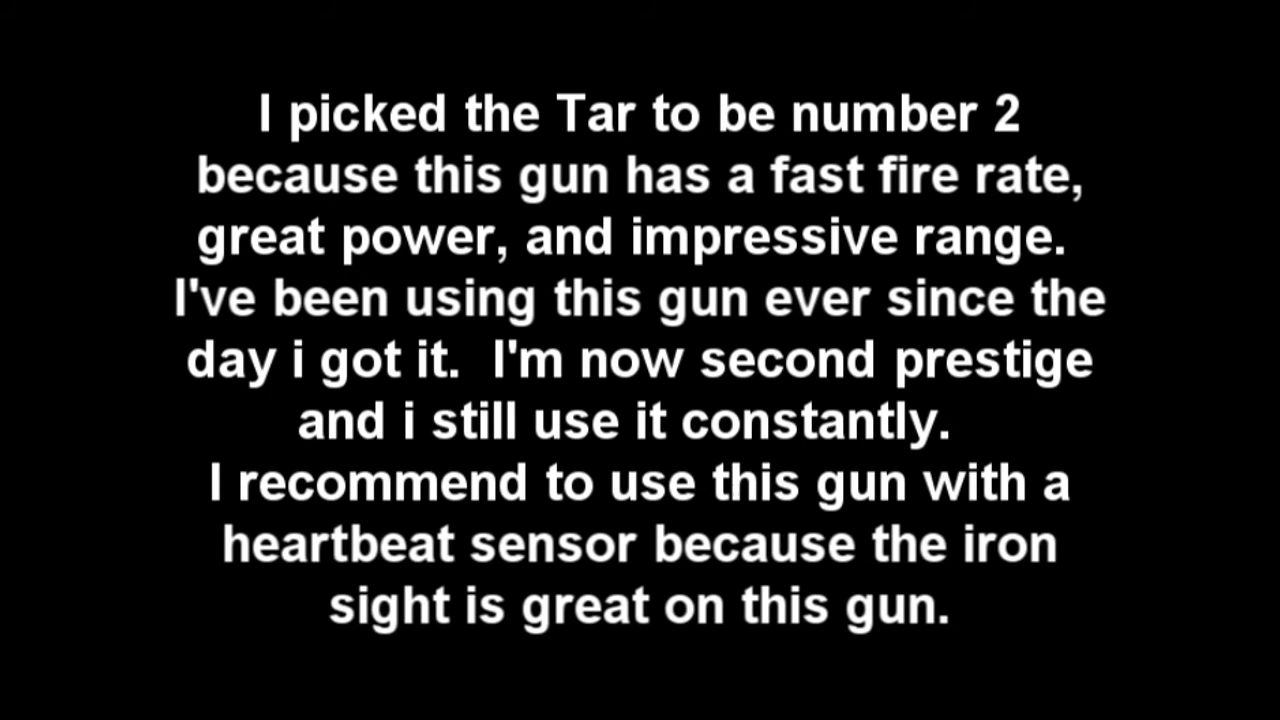 I picked the Tar to be number 2
because this gun has a fast fire rate,
great power, and impressive range.
I've been using this gun ever since the
day i got it.  I'm now second prestige
and i still use it constantly.
I recommend to use this gun with a
heartbeat sensor because the iron
sight is great on this gun.